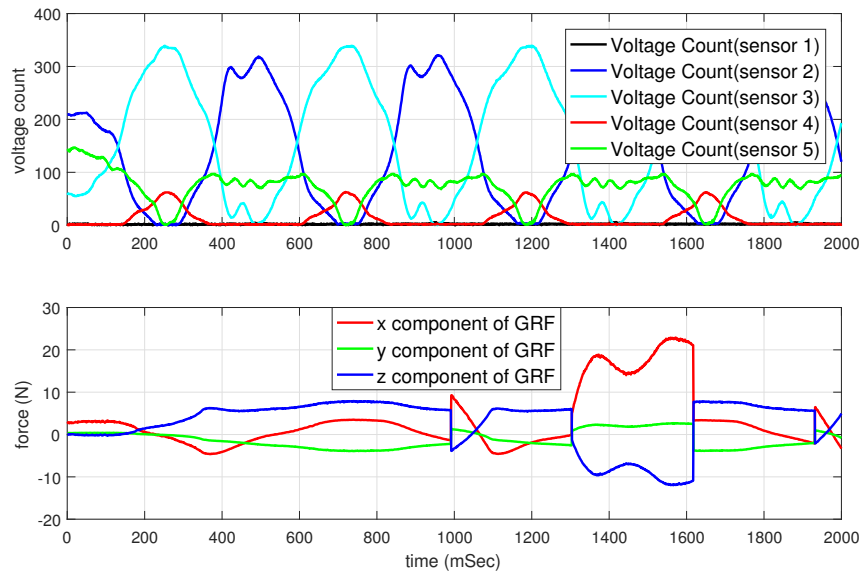 400
300
200
100
0
voltage count
Voltage Count(sensor 1)
Voltage Count(sensor 2)
Voltage Count(sensor 3)
Voltage Count(sensor 4)
Voltage Count(sensor 5)
0 200 400 600 800 1000 1200 1400 1600 1800 2000
30
20
10
0
-10
-20
force (N)
x component of GRF
y component of GRF
z component of GRF
0 200 400 600 800 1000 1200 1400 1600 1800 2000
time (mSec)